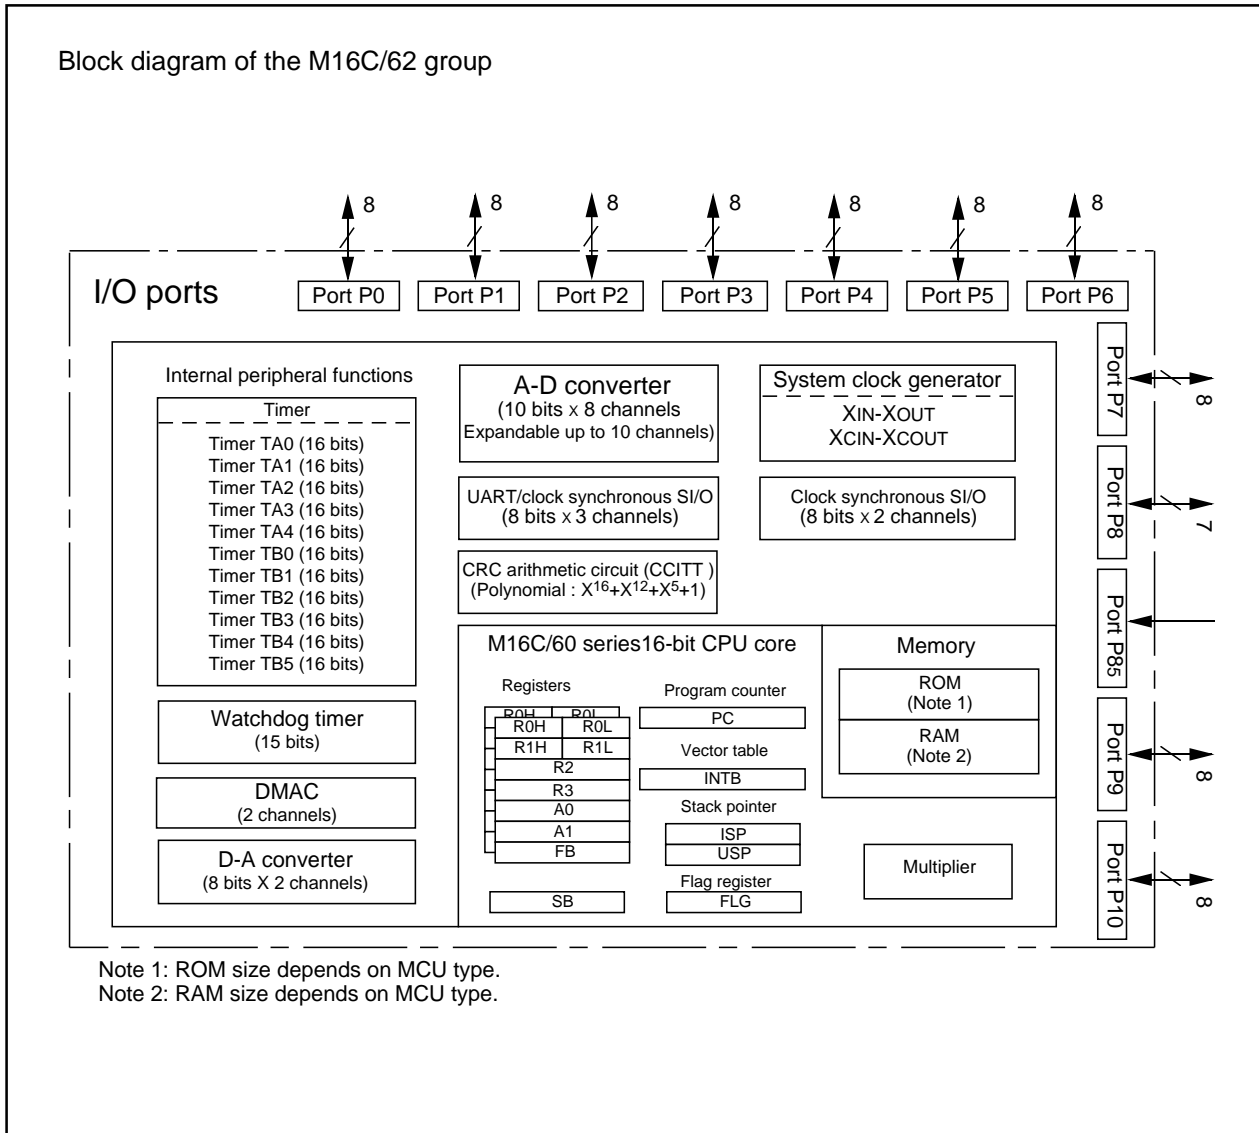 Block diagram of the M16C/62 group
8 8 8 8 8 8 8
I/O ports
Port P0 Port P1 Port P2 Port P3 Port P4 Port P5 Port P6
Port P7
8
Port P8
7
Port P85
Port P9
8
Port P10
8
Internal peripheral functions
Timer
Timer TA0 (16 bits)
Timer TA1 (16 bits)
Timer TA2 (16 bits)
Timer TA3 (16 bits)
Timer TA4 (16 bits)
Timer TB0 (16 bits)
Timer TB1 (16 bits)
Timer TB2 (16 bits)
Timer TB3 (16 bits)
Timer TB4 (16 bits)
Timer TB5 (16 bits)
Watchdog timer
(15 bits)
DMAC
(2 channels)
D-A converter
(8 bits X 2 channels)
A-D converter
(10 bits x 8 channels
Expandable up to 10 channels)
System clock generator
XIN-XOUT
XCIN-XCOUT
UART/clock synchronous SI/O
(8 bits x 3 channels)
Clock synchronous SI/O
(8 bits x 2 channels)
CRC arithmetic circuit (CCITT )
(Polynomial : X16+X12+X5+1)
M16C/60 series16-bit CPU core
Registers
R0H R0L
R0H R0L
R1H R1L
R2
R3
A0
A1
FB
SB
Program counter
PC
Vector table
INTB
Stack pointer
ISP
USP
Flag register
FLG
Memory
ROM
(Note 1)
RAM
(Note 2)
Multiplier
Note 1: ROM size depends on MCU type.
Note 2: RAM size depends on MCU type.